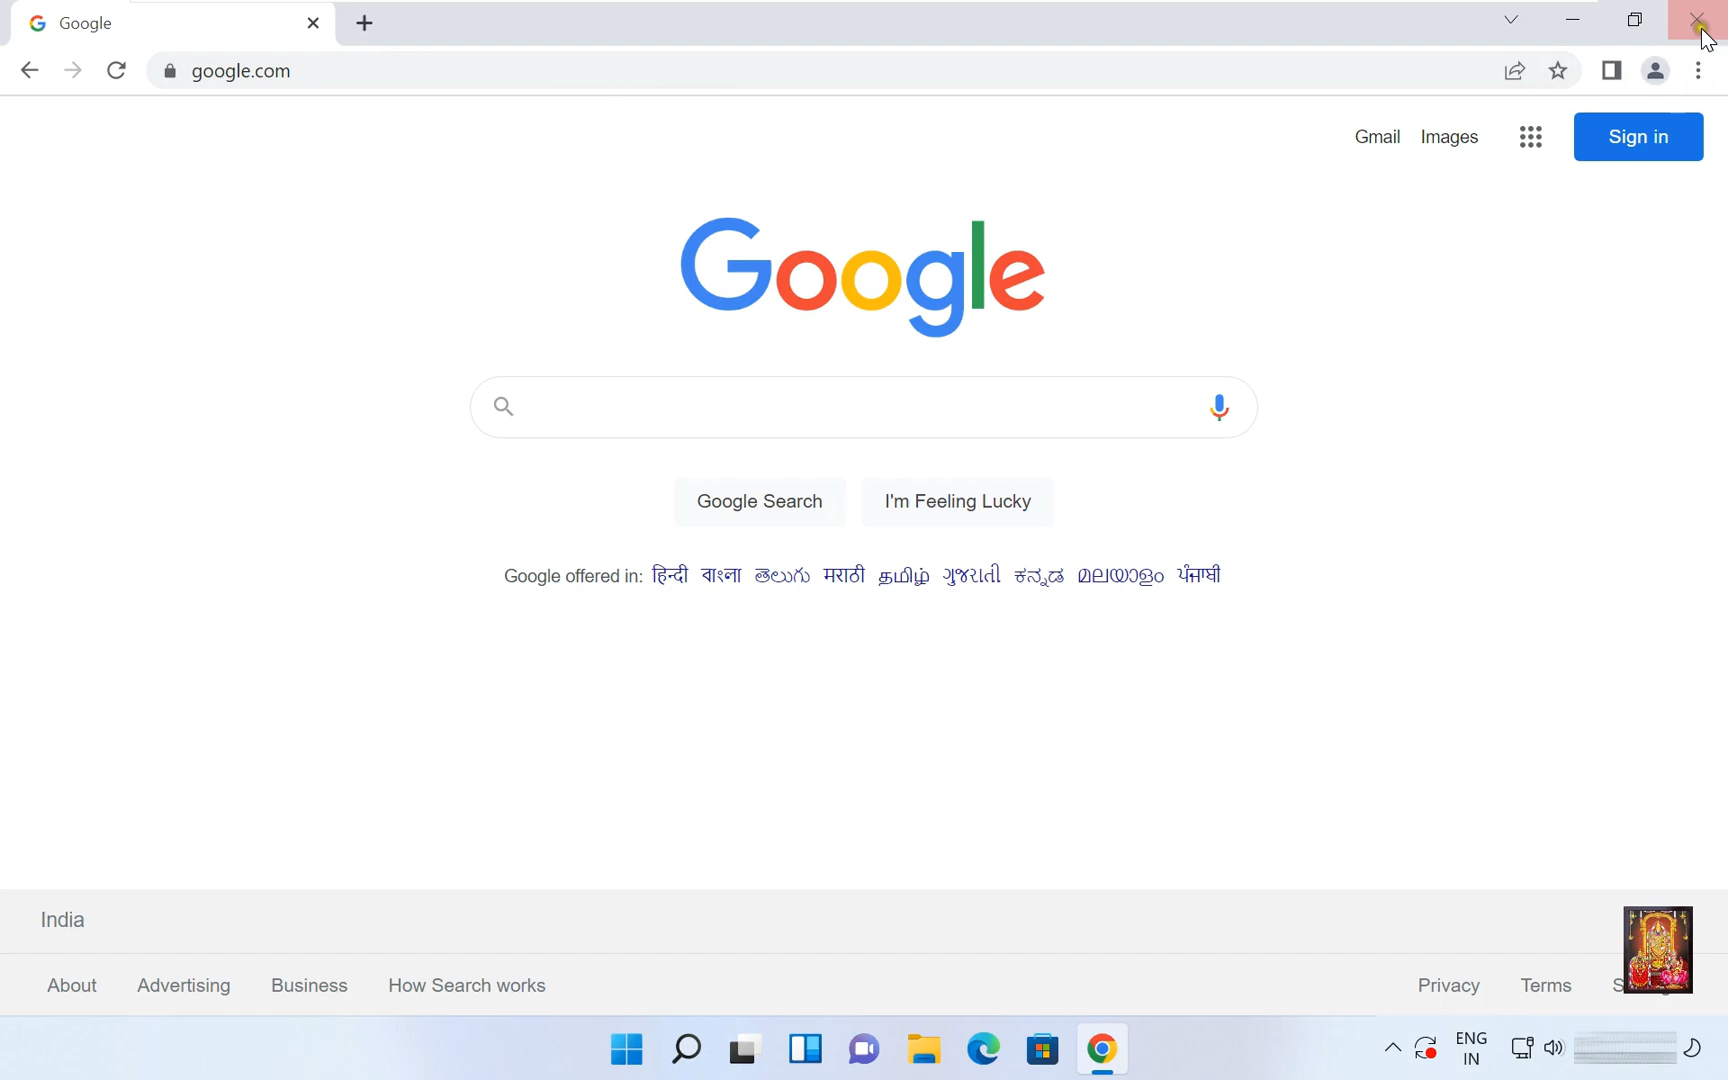 Google
google.com
Gmail Images Sign in
Google
Google Search I'm Feeling Lucky
Google offered in: हिन्दी বাংলা తెలుగు मराठी தமிழ் ગુજરાતી ಕನ್ನಡ മലയാളം ਪੰਜਾਬੀ
India
About Advertising Business How Search works Privacy Terms
ENG
IN